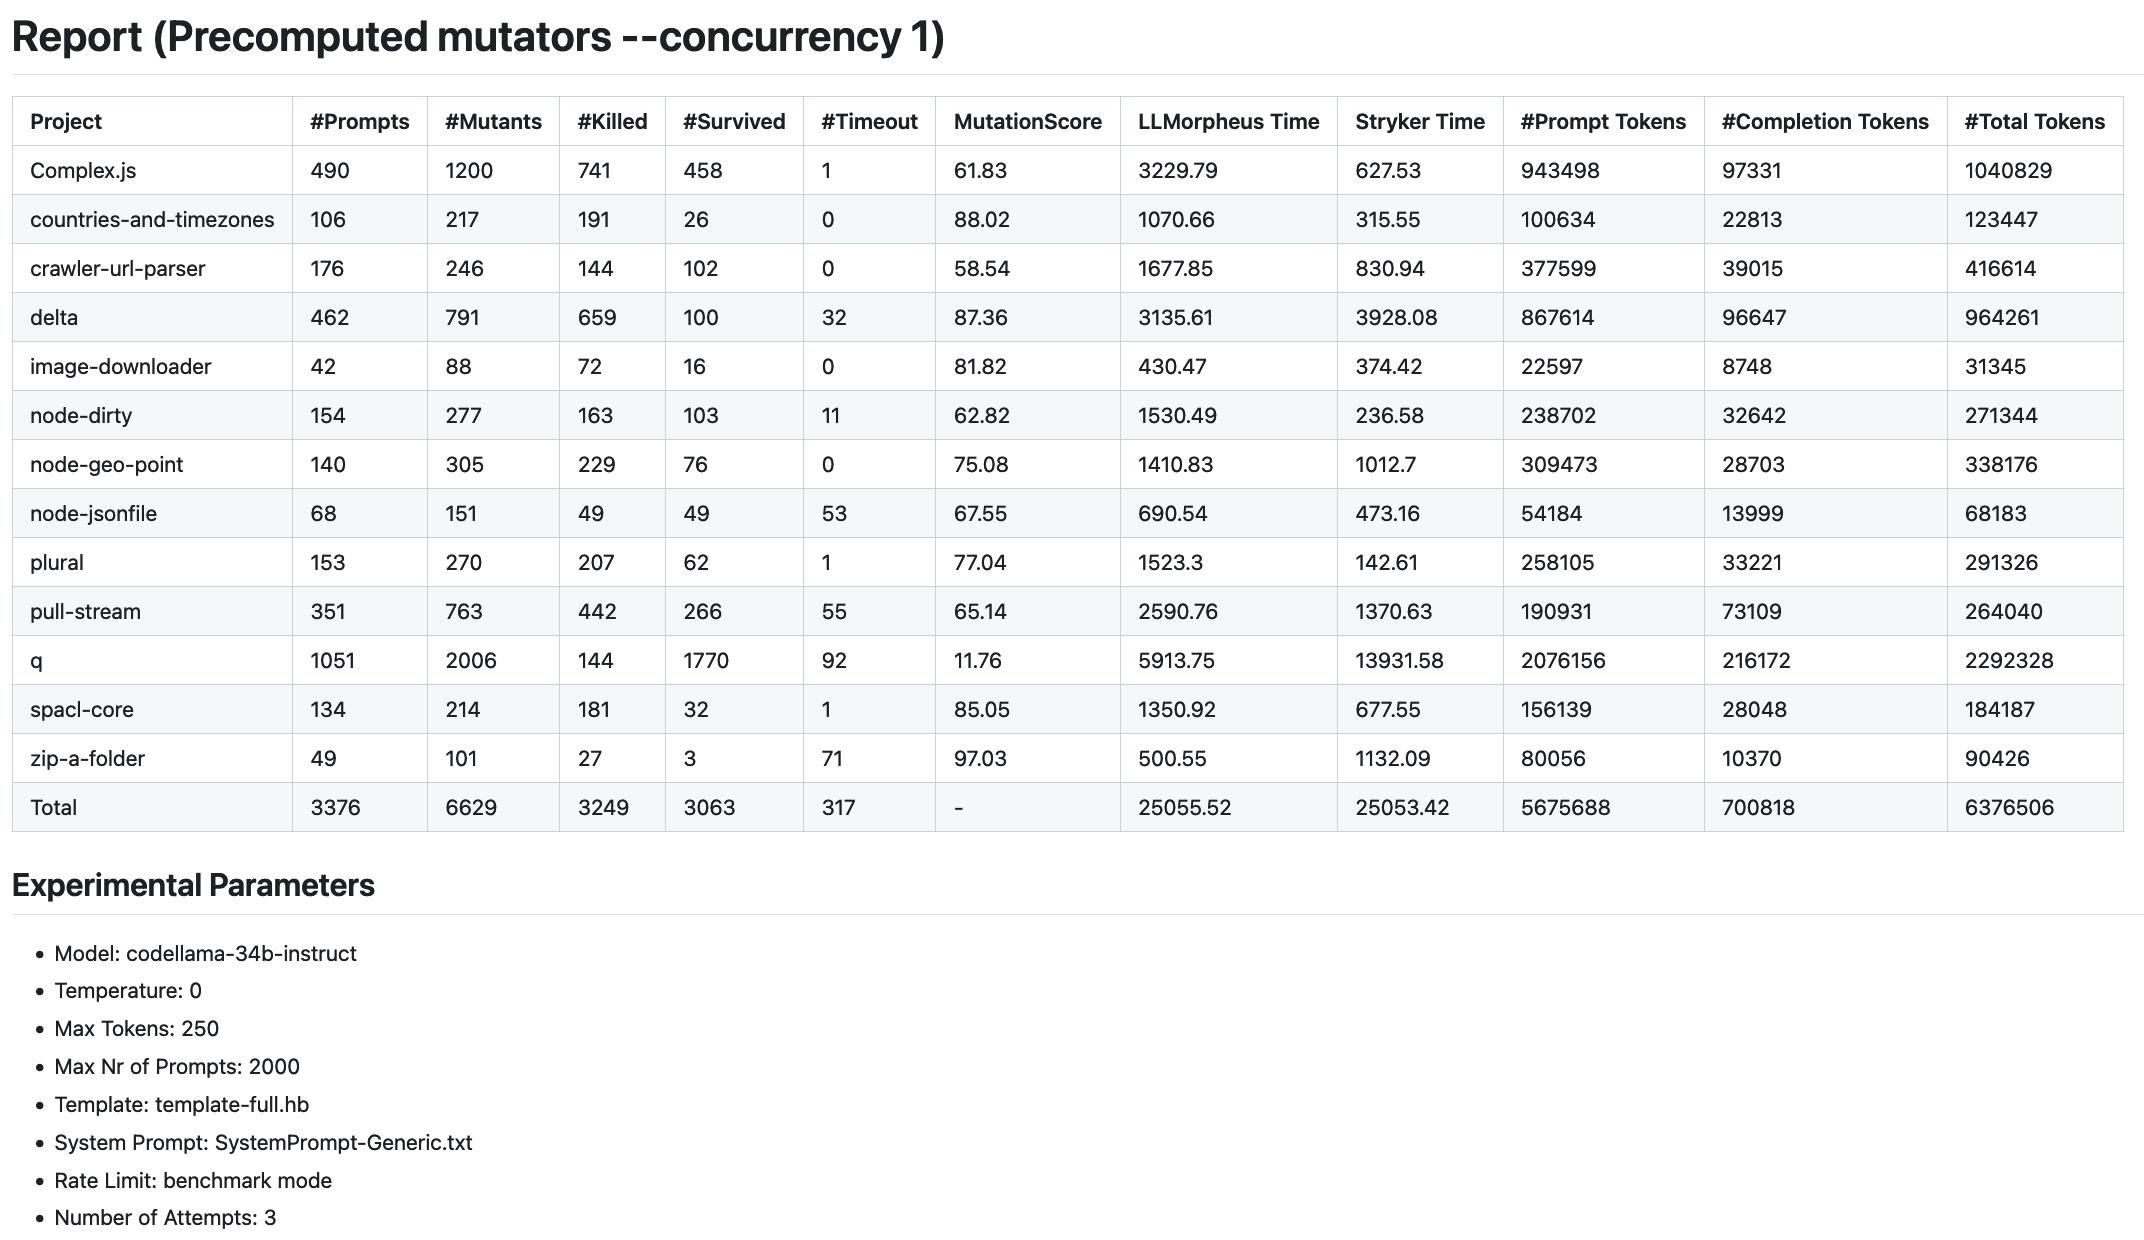 Report (Precomputed mutators --concurrency 1)
Project #Prompts #Mutants #Killed #Survived #Timeout MutationScore LLMorpheus Time Stryker Time #Prompt Tokens #Completion Tokens #Total Tokens
Complex.js 490 1200 741 458 1 61.83 3229.79 627.53 943498 97331 1040829
countries-and-timezones 106 217 191 26 0 88.02 1070.66 315.55 100634 22813 123447
crawler-url-parser 176 246 144 102 0 58.54 1677.85 830.94 377599 39015 416614
delta 462 791 659 100 32 87.36 3135.61 3928.08 867614 96647 964261
image-downloader 42 88 72 16 0 81.82 430.47 374.42 22597 8748 31345
node-dirty 154 277 163 103 11 62.82 1530.49 236.58 238702 32642 271344
node-geo-point 140 305 229 76 0 75.08 1410.83 1012.7 309473 28703 338176
node-jsonfile 68 151 49 49 53 67.55 690.54 473.16 54184 13999 68183
plural 153 270 207 62 1 77.04 1523.3 142.61 258105 33221 291326
pull-stream 351 763 442 266 55 65.14 2590.76 1370.63 190931 73109 264040
q 1051 2006 144 1770 92 11.76 5913.75 13931.58 2076156 216172 2292328
spacl-core 134 214 181 32 1 85.05 1350.92 677.55 156139 28048 184187
zip-a-folder 49 101 27 3 71 97.03 500.55 1132.09 80056 10370 90426
Total 3376 6629 3249 3063 317 - 25055.52 25053.42 5675688 700818 6376506
Experimental Parameters
• Model: codellama-34b-instruct
• Temperature: 0
• Max Tokens: 250
• Max Nr of Prompts: 2000
• Template: template-full.hb
• System Prompt: SystemPrompt-Generic.txt
• Rate Limit: benchmark mode
• Number of Attempts: 3